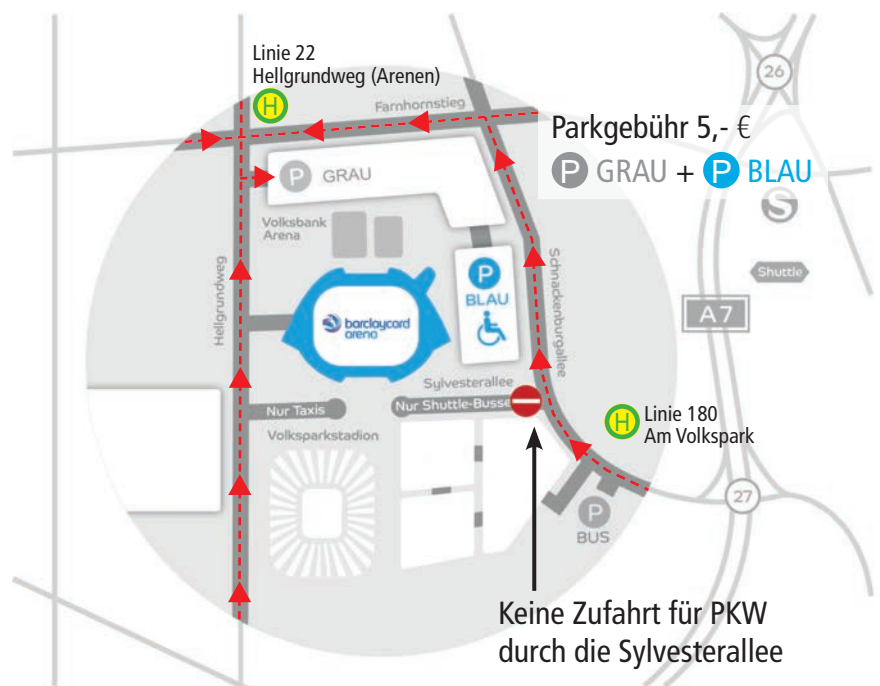 Linie 22
Hellgrundweg (Arenen)
H
26
Farnhornstieg
Parkgebühr 5,- €
P GRAU + P BLAU
P GRAU
S
Volksbank
Arena
Hellgrundweg
Schnackenburgallee
P
BLAU
Shuttle
barclaycard
arena
A 7
Sylvesterallee
Nur Taxis
Nur Shuttle-Busse
H
Linie 180
Am Volkspark
Volksparkstadion
27
P
BUS
Keine Zufahrt für PKW
durch die Sylvesterallee